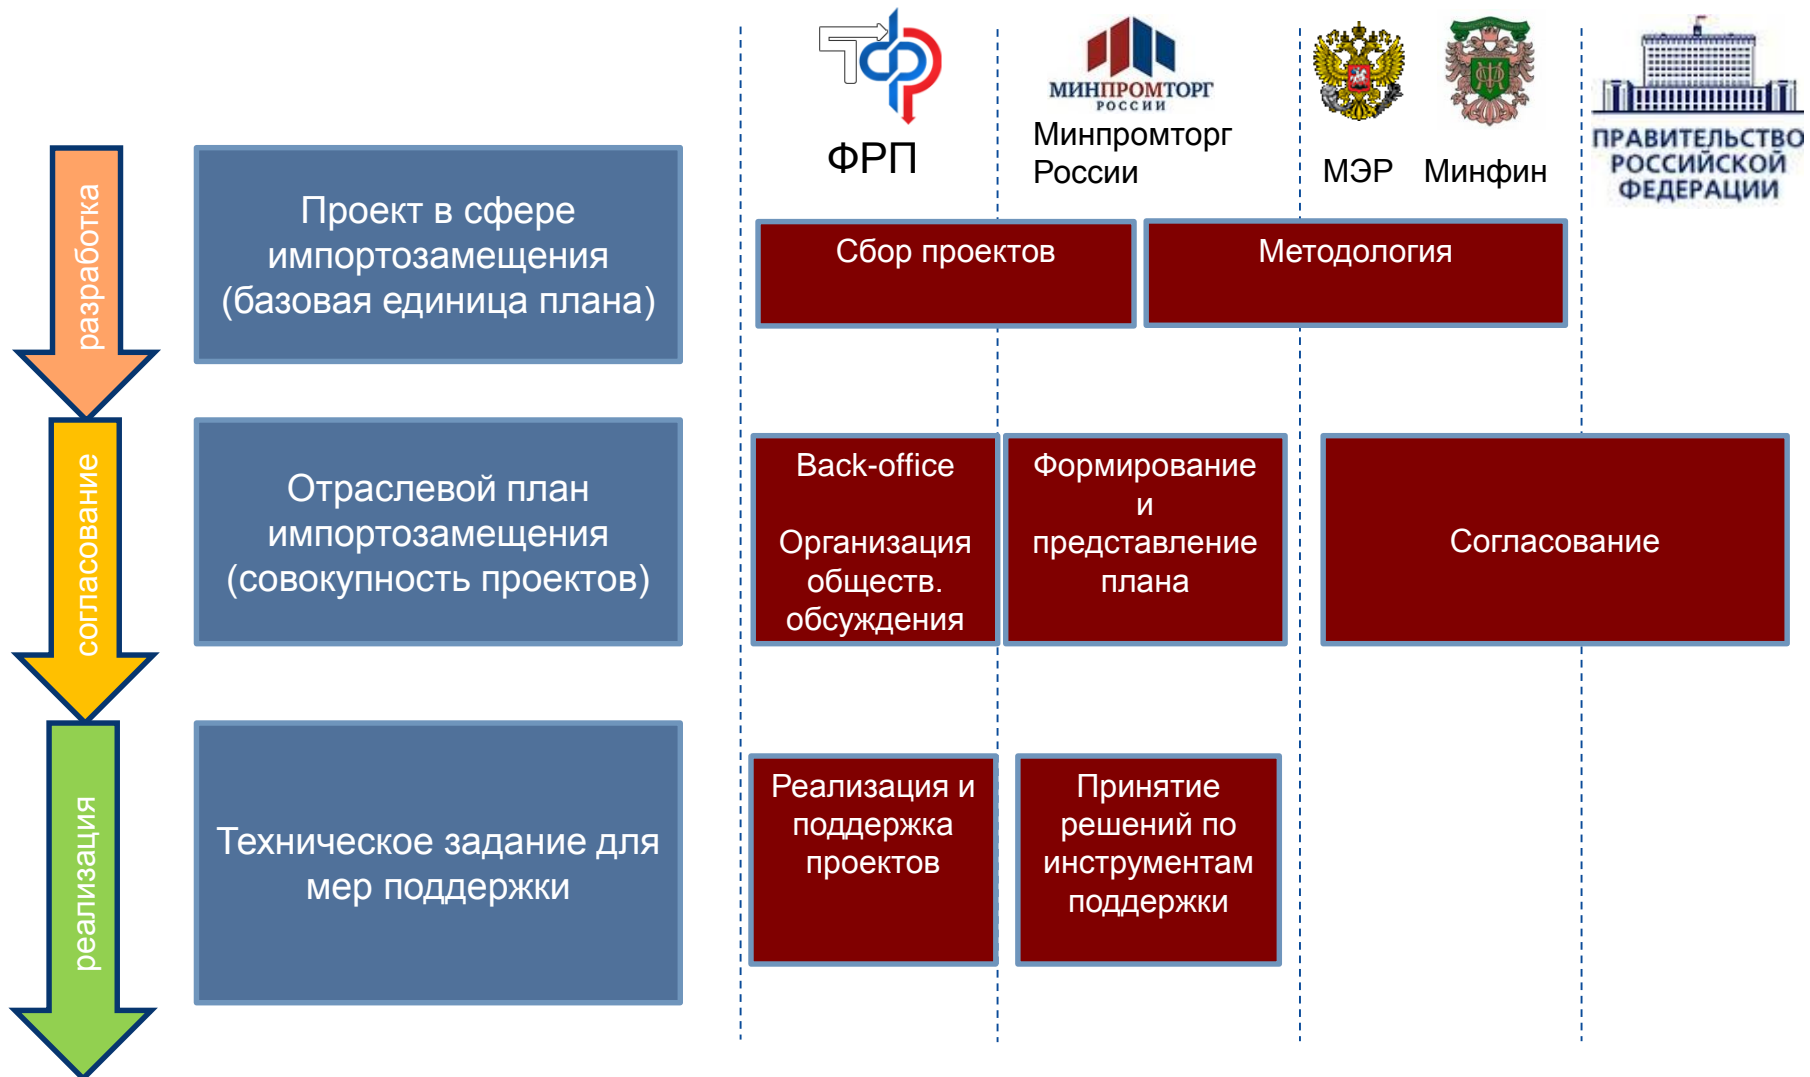 МИНПРОМТОРГ
РОССИИ
ФРП
Минпромторг
России
МЭР
Минфин
ПРАВИТЕЛЬСТВО
РОССИЙСКОЙ
ФЕДЕРАЦИИ
разработка
Проект в сфере
импортозамещения
(базовая единица плана)
Сбор проектов
Методология
согласование
Отраслевой план
импортозамещения
(совокупность проектов)
Back-office
Организация
обществ.
обсуждения
Формирование
и
представление
плана
Согласование
реализация
Техническое задание для
мер поддержки
Реализация и
поддержка
проектов
Принятие
решений по
инструментам
поддержки